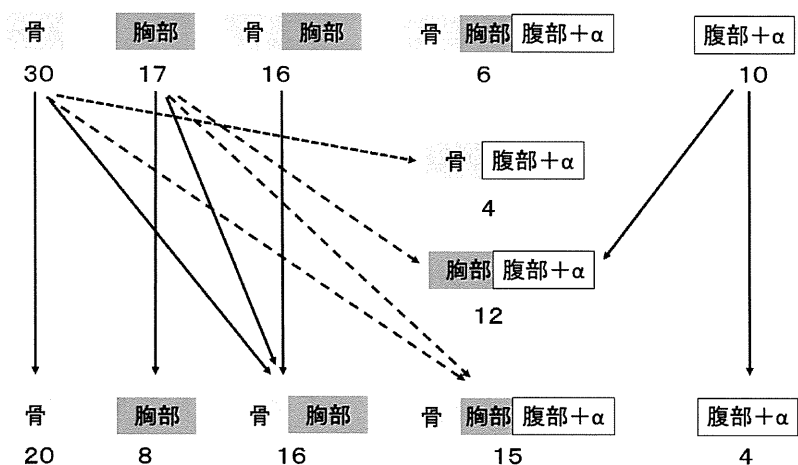 骨 胸部 骨 胸部 骨 胸部 腹部+α 腹部+α
30 17 16 6 10
骨 腹部+α
4
胸部 腹部+α
12
骨 胸部 骨 胸部 骨 胸部 腹部+α 腹部+α
20 8 16 15 4